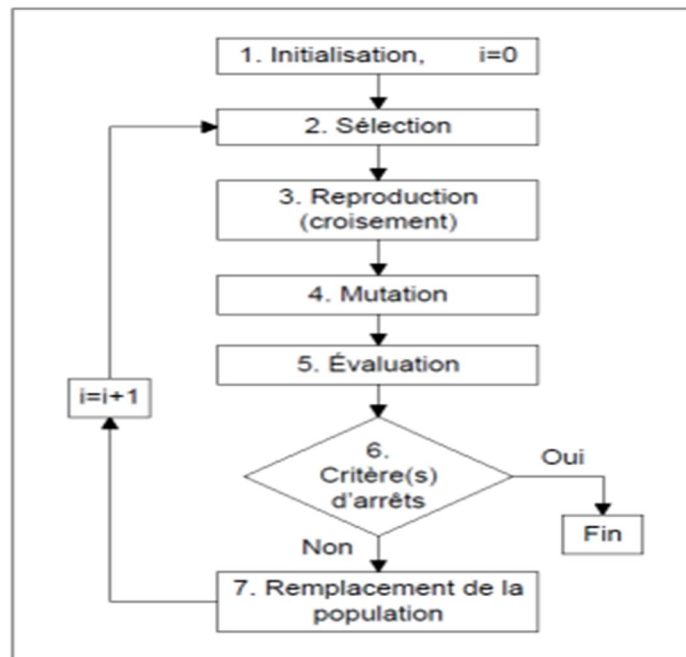 1. Initialisation, i=0
2. Sélection
3. Reproduction
(croisement)
4. Mutation
5. Évaluation
i=i+1
6.
Critère(s)
d'arrêts
Oui
Fin
Non
7. Remplacement de la
population